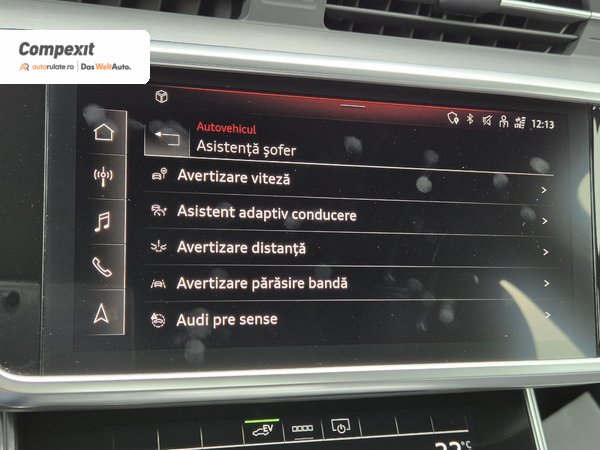 Compexit
AR autorulate.ro | Das WeltAuto.
12:13
Autovehicul
Asistență șofer
Avertizare viteză
Asistent adaptiv conducere
Avertizare distanță
Avertizare părăsire bandă
Audi pre sense
EV
°C